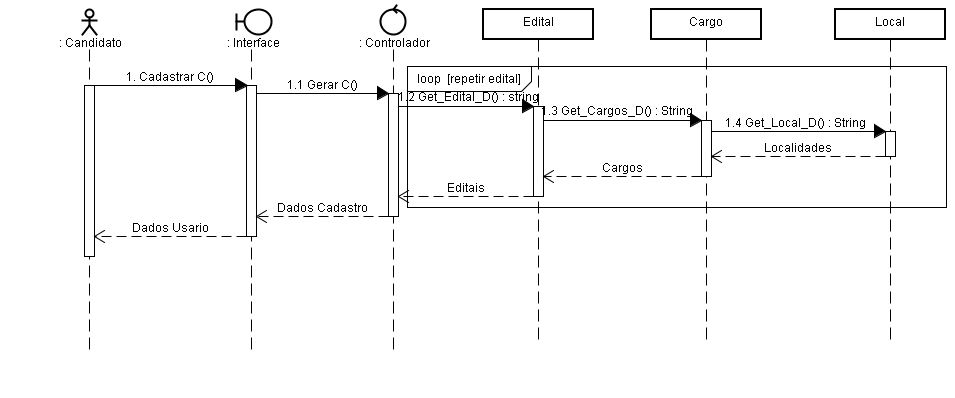 Edital
Cargo
Local
: Candidato
: Interface
: Controlador
loop [repetir edital]
1. Cadastrar C()
1.1 Gerar C()
1.2 Get_Edital_D() : string
1.3 Get_Cargos_D() : String
1.4 Get_Local_D() : String
Localidades
Cargos
Editais
Dados Cadastro
Dados Usario